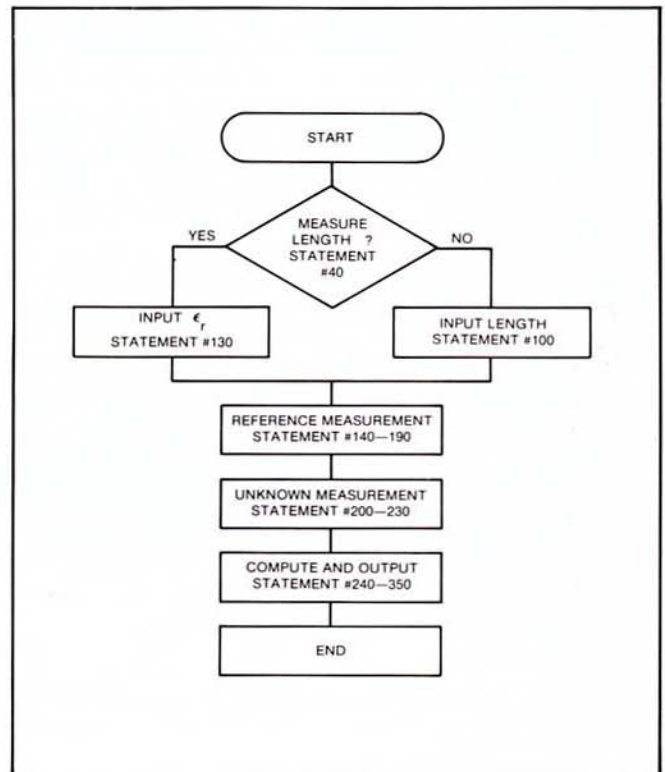 START
MEASURE
LENGTH ?
STATEMENT
#40
YES
NO
INPUT ϵr
STATEMENT #130
INPUT LENGTH
STATEMENT #100
REFERENCE MEASUREMENT
STATEMENT #140—190
UNKNOWN MEASUREMENT
STATEMENT #200—230
COMPUTE AND OUTPUT
STATEMENT #240—350
END